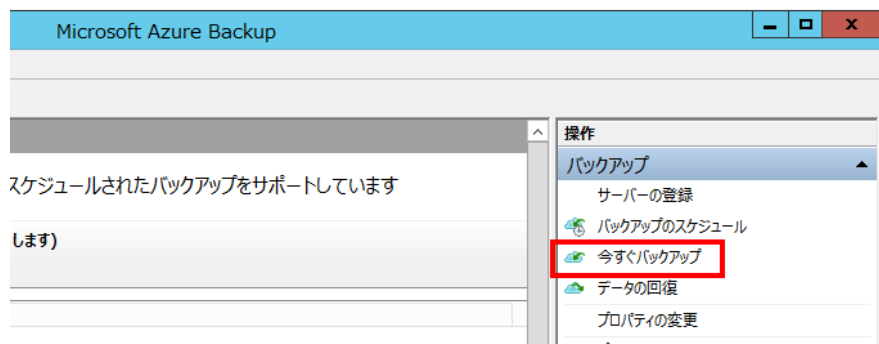 Microsoft Azure Backup
スケジュールされたバックアップをサポートしています
します)
操作
バックアップ
サーバーの登録
バックアップのスケジュール
今すぐバックアップ
データの回復
プロパティの変更